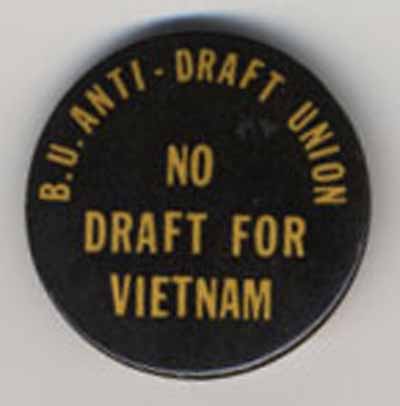 B.U. ANTI-DRAFT UNION
NO
DRAFT FOR
VIETNAM